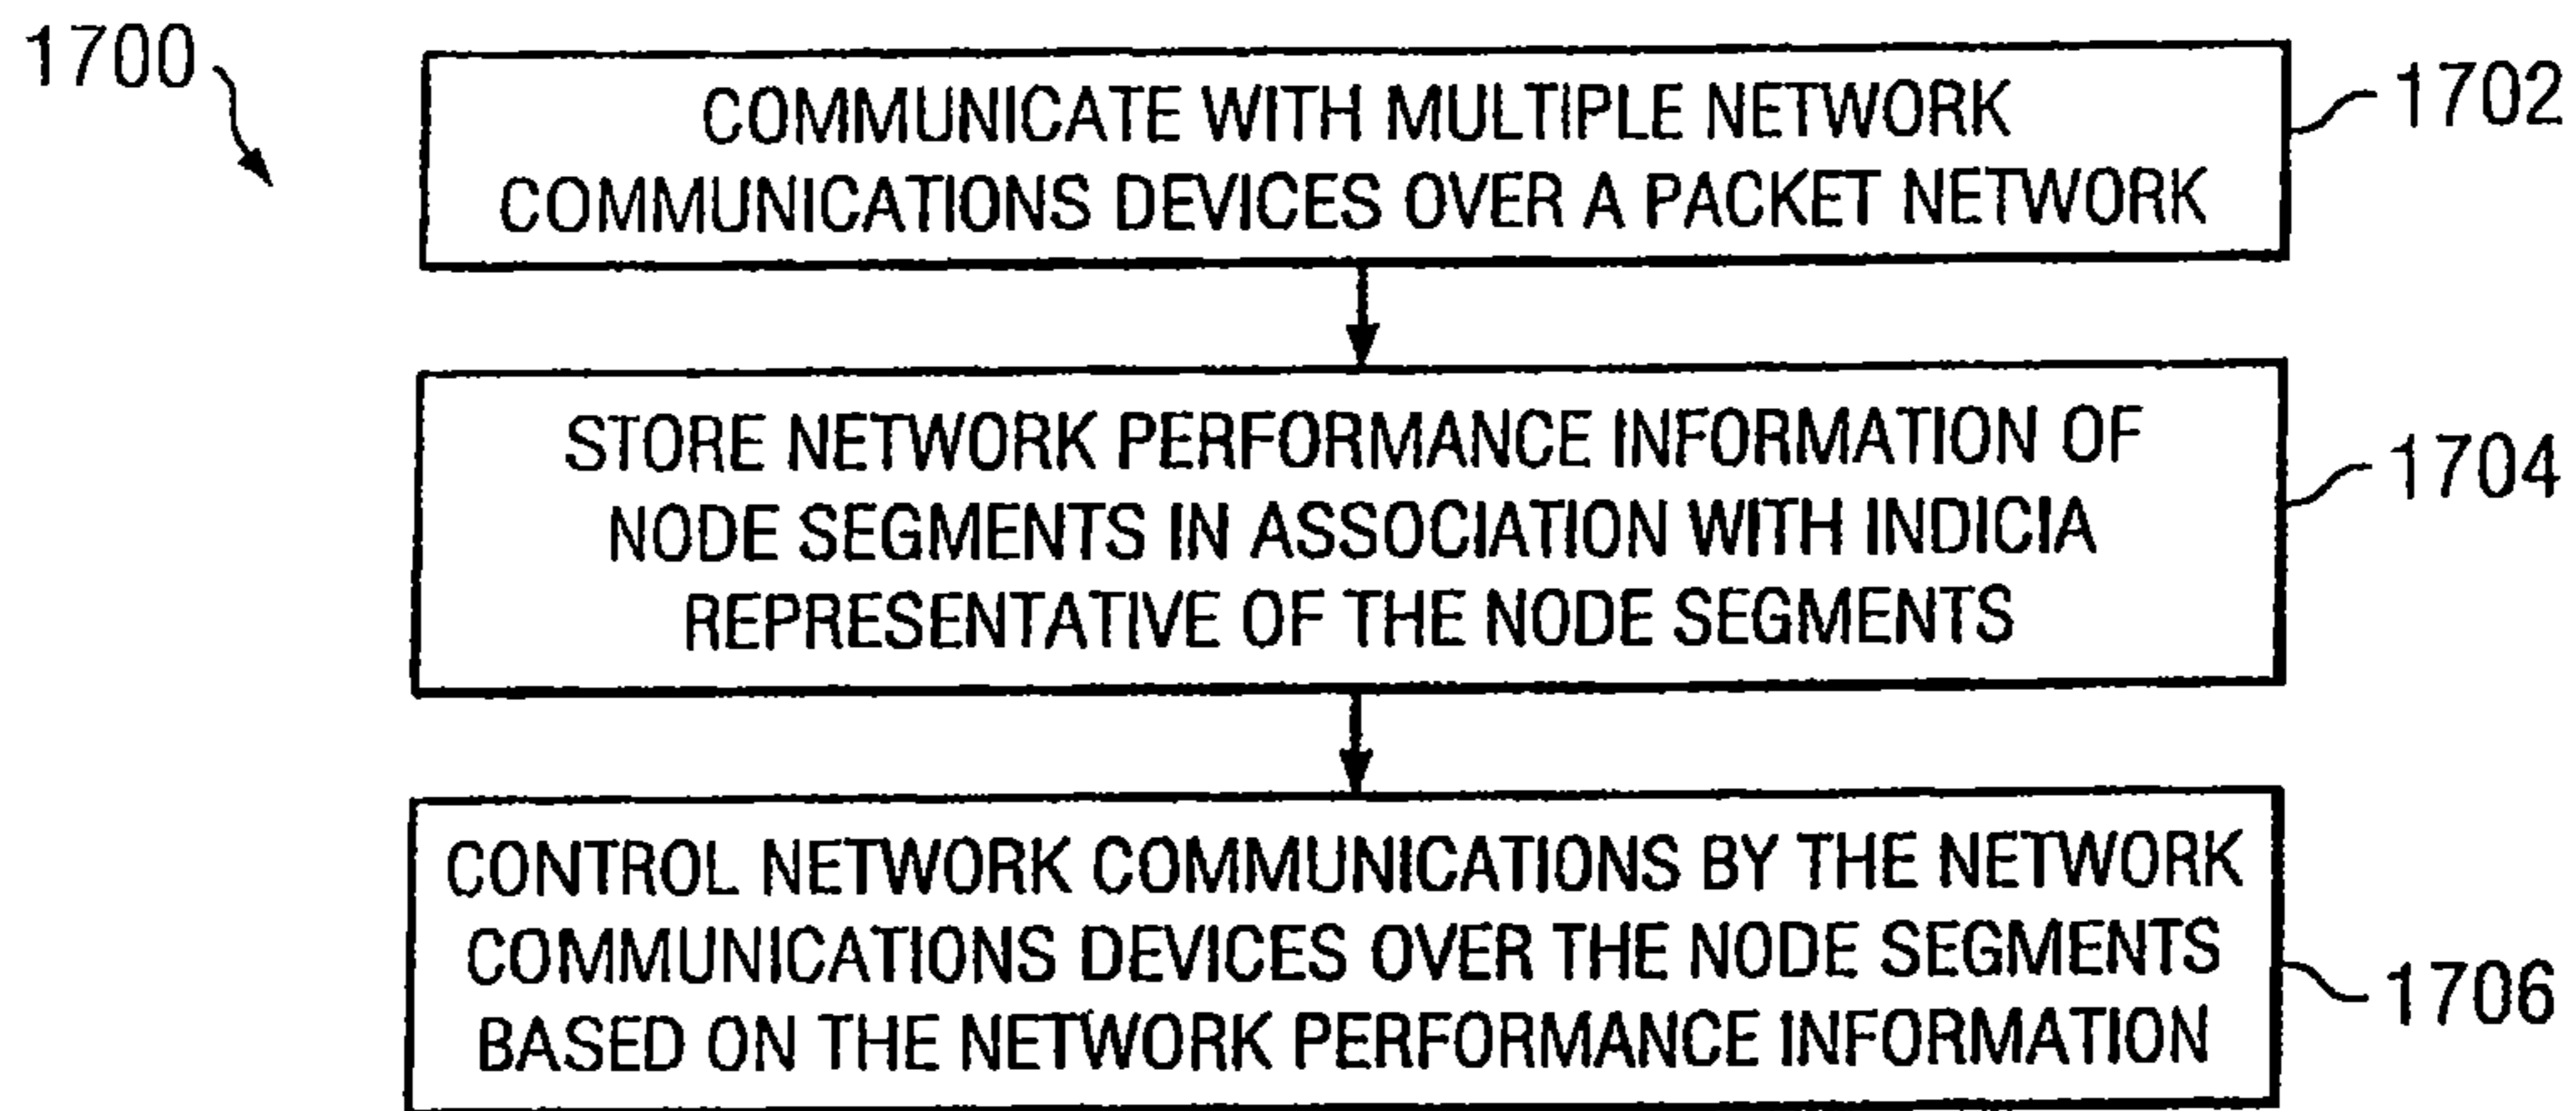 1700
COMMUNICATE WITH MULTIPLE NETWORK
COMMUNICATIONS DEVICES OVER A PACKET NETWORK
1702
STORE NETWORK PERFORMANCE INFORMATION OF
NODE SEGMENTS IN ASSOCIATION WITH INDICIA
REPRESENTATIVE OF THE NODE SEGMENTS
1704
CONTROL NETWORK COMMUNICATIONS BY THE NETWORK
COMMUNICATIONS DEVICES OVER THE NODE SEGMENTS
BASED ON THE NETWORK PERFORMANCE INFORMATION
1706